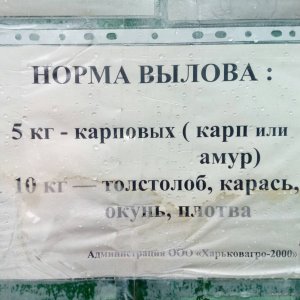 НОРМА ВЫЛОВА :
5 кг - карповых ( карп или
амур)
10 кг — толстолоб, карась,
окунь, плотва
Администрация ООО «Харьковагро-2000»